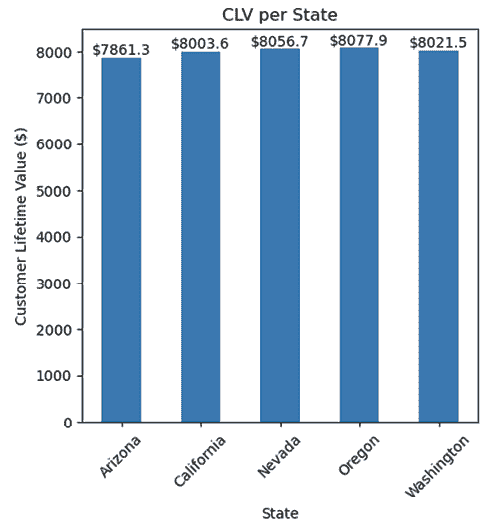 CLV per State
$7861.3 $8003.6 $8056.7 $8077.9 $8021.5
Customer Lifetime Value ($)
8000
7000
6000
5000
4000
3000
2000
1000
0
Arizona California Nevada Oregon Washington
State